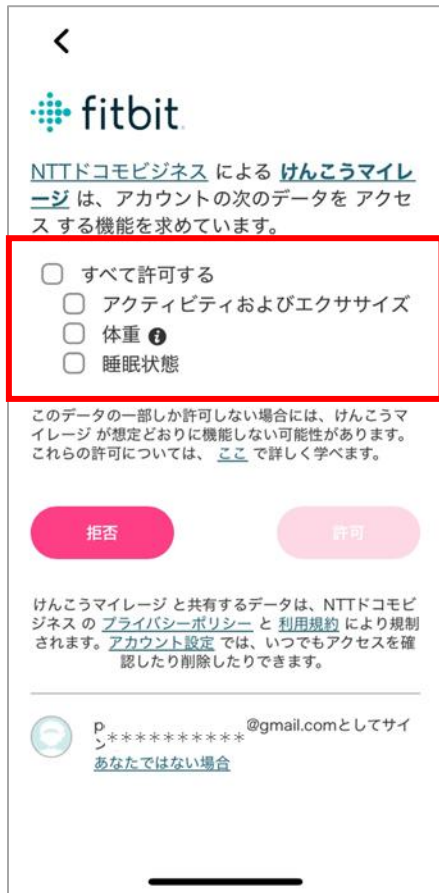 fitbit
NTTドコモビジネス による けんこうマイレ
ージ は、アカウントの次のデータを アクセ
ス する機能を求めています。
すべて許可する
アクティビティおよびエクササイズ
体重
睡眠状態
このデータの一部しか許可しない場合には、けんこうマ
イレージ が想定どおりに機能しない可能性があります。
これらの許可については、 ここ で詳しく学べます。
拒否
許可
けんこうマイレージ と共有するデータは、NTTドコモビ
ジネス の プライバシーポリシー と 利用規約 により規制
されます。アカウント設定 では、いつでもアクセスを確
認したり削除したりできます。
p @gmail.comとしてサイ
ン**********
あなたではない場合